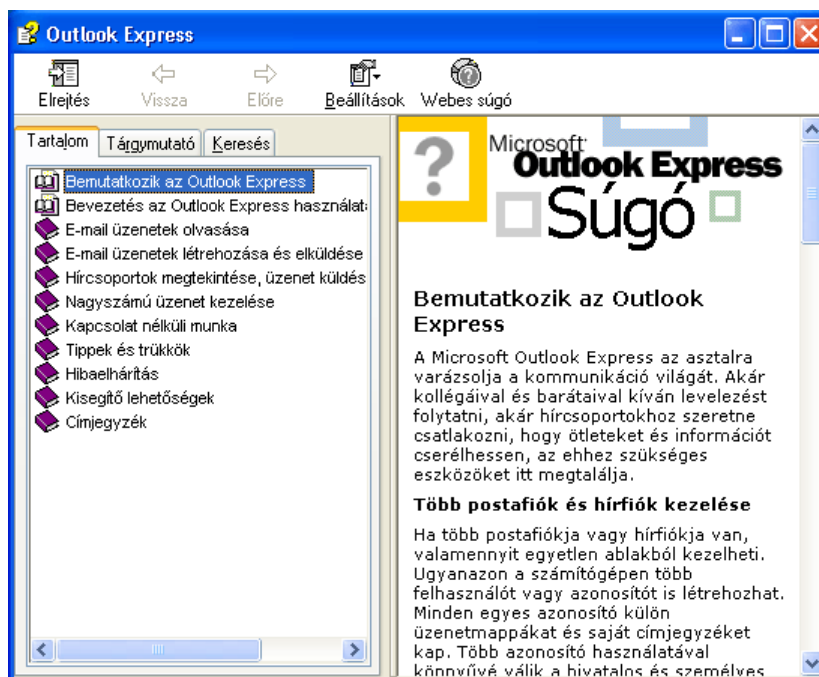 Outlook Express
Elrejtés Vissza Előre Beállítások Webes súgó
Tartalom Tárgymutató Keresés
Bemutatkozik az Outlook Express
Bevezetés az Outlook Express
E-mail üzenetek olvasása
E-mail üzenetek létrehozása és elküldése
Hírcsoportok megtekintése, üzenet
Nagyszámú üzenet kezelése
Kapcsolat nélküli munka
Tippek és trükkök
Hibaelhárítás
Kisegítő lehetőségek
Címjegyzék
?
Microsoft
Outlook Express
Súgó
Bemutatkozik az Outlook
Express
A Microsoft Outlook Express az asztalra
varázsolja a kommunikáció világát. Akár
kollégáival és barátaival kíván levelezést
folytatni, akár hírcsoportokhoz szeretne
csatlakozni, hogy ötleteket és információt
cserélhessen, az ehhez szükséges
eszközöket itt megtalálja.
Több postafiók és hírfiók kezelése
Ha több postafiókja vagy hírfiókja van,
valamennyit egyetlen ablakból kezelheti.
Ugyanazon a számítógépen több
felhasználót vagy azonosítót is létrehozhat.
Minden egyes azonosító külön
üzenetmappákat és saját címjegyzéket
kap. Több azonosító használatával
könnyűvé válik a hivatalos és személyes